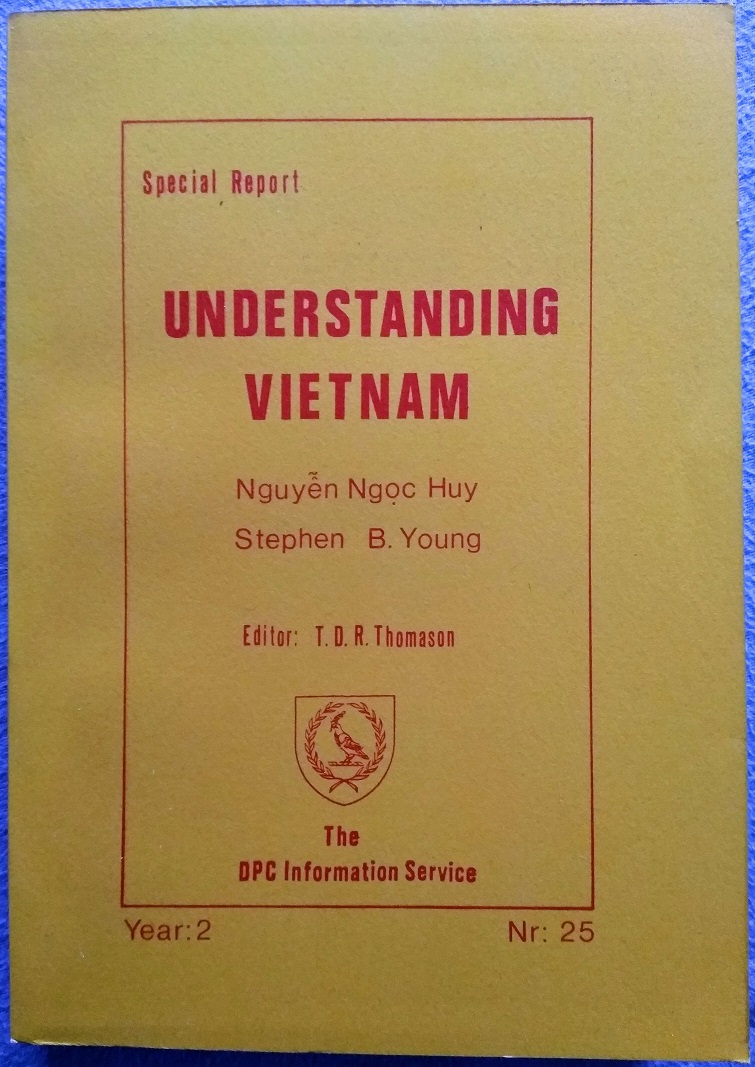 Special Report
UNDERSTANDING
VIETNAM
Nguyễn Ngọc Huy
Stephen B. Young
Editor: T. D. R. Thomason
The
DPC Information Service
Year: 2
Nr: 25